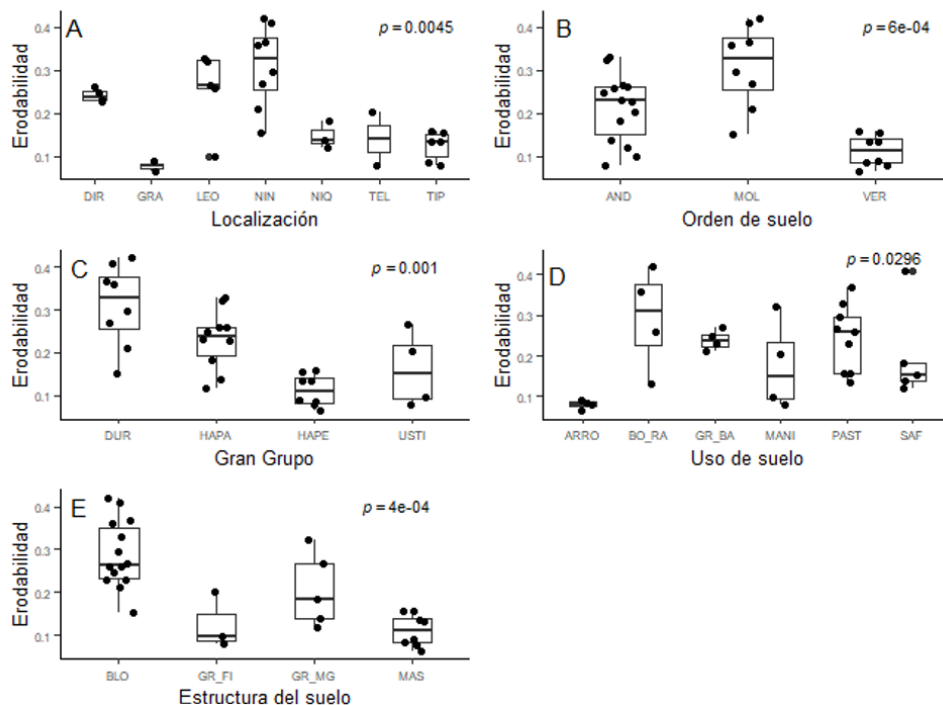 A
p = 0.0045
Erodabilidad
0.4
0.3
0.2
0.1
DIR GRA LEO NIN NIQ TEL TIP
Localización
B
p = 6e-04
Erodabilidad
0.4
0.3
0.2
0.1
AND MOL VER
Orden de suelo
C
p = 0.001
Erodabilidad
0.4
0.3
0.2
0.1
DUR HAPA HAPE USTI
Gran Grupo
D
p = 0.0296
Erodabilidad
0.4
0.3
0.2
0.1
ARRO BO_RA GR_BA MANI PAST SAF
Uso de suelo
E
p = 4e-04
Erodabilidad
0.4
0.3
0.2
0.1
BLO GR_FI GR_MG MAS
Estructura del suelo